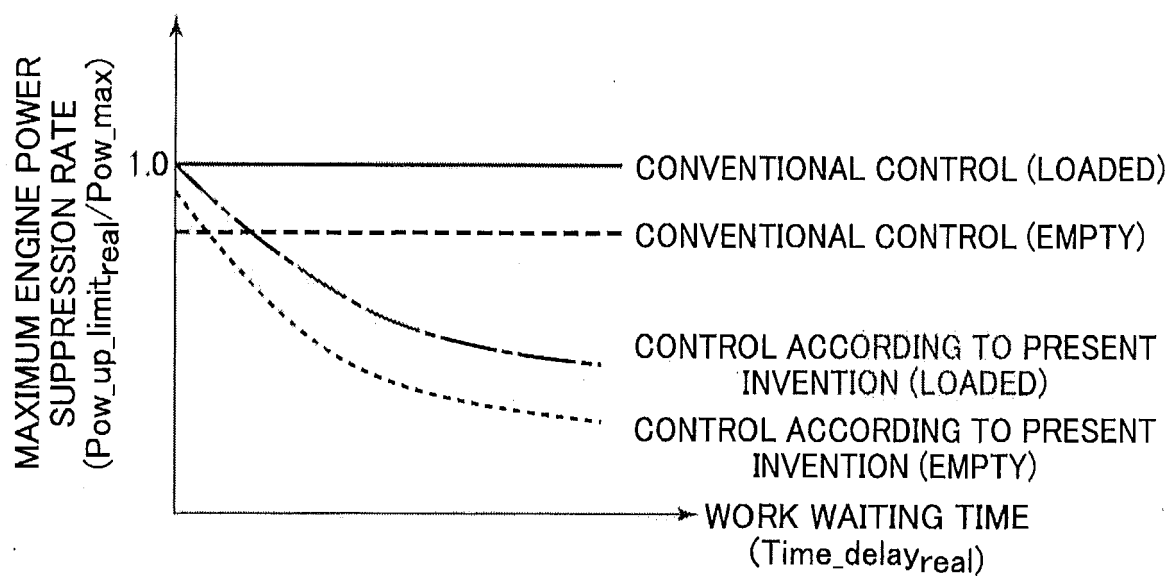 MAXIMUM ENGINE POWER
SUPPRESSION RATE
(Pow_up_limitreal/Pow_max)
1.0
CONVENTIONAL CONTROL (LOADED)
CONVENTIONAL CONTROL (EMPTY)
CONTROL ACCORDING TO PRESENT
INVENTION (LOADED)
CONTROL ACCORDING TO PRESENT
INVENTION (EMPTY)
WORK WAITING TIME
(Time_delayreal)